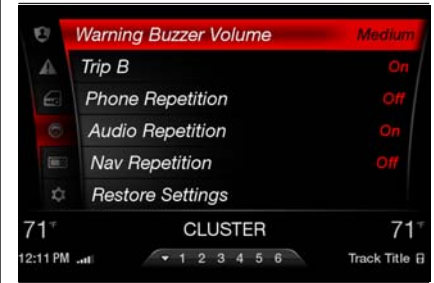 Warning Buzzer Volume Medium
Trip B On
Phone Repetition Off
Audio Repetition On
Nav Repetition Off
Restore Settings
71°F CLUSTER 71°F
12:11 PM 1 2 3 4 5 6 Track Title